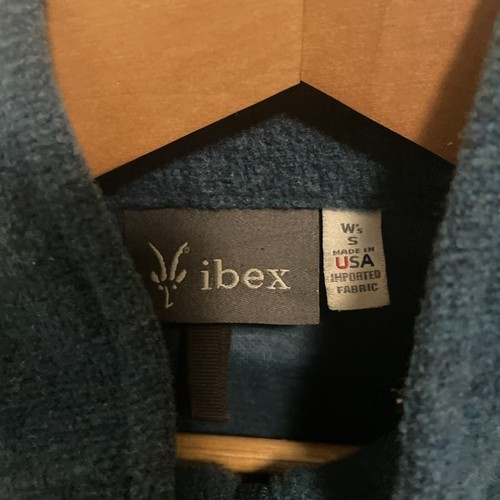 ibex
W's
S
MADE IN
USA
IMPORTED
FABRIC